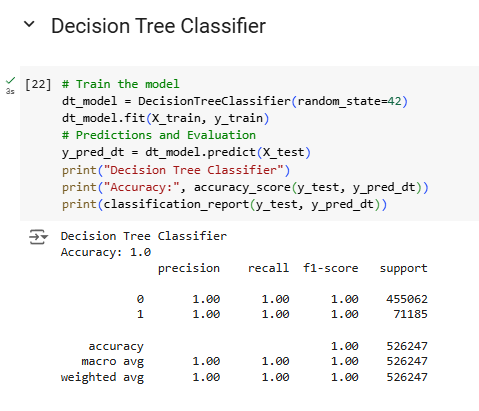 Decision Tree Classifier
[22] # Train the model
3s
dt_model = DecisionTreeClassifier(random_state=42)
dt_model.fit(X_train, y_train)
# Predictions and Evaluation
y_pred_dt = dt_model.predict(X_test)
print("Decision Tree Classifier")
print("Accuracy:", accuracy_score(y_test, y_pred_dt))
print(classification_report(y_test, y_pred_dt))
Decision Tree Classifier
Accuracy: 1.0
precision recall f1-score support
0 1.00 1.00 1.00 455062
1 1.00 1.00 1.00 71185
accuracy 1.00 526247
macro avg 1.00 1.00 1.00 526247
weighted avg 1.00 1.00 1.00 526247